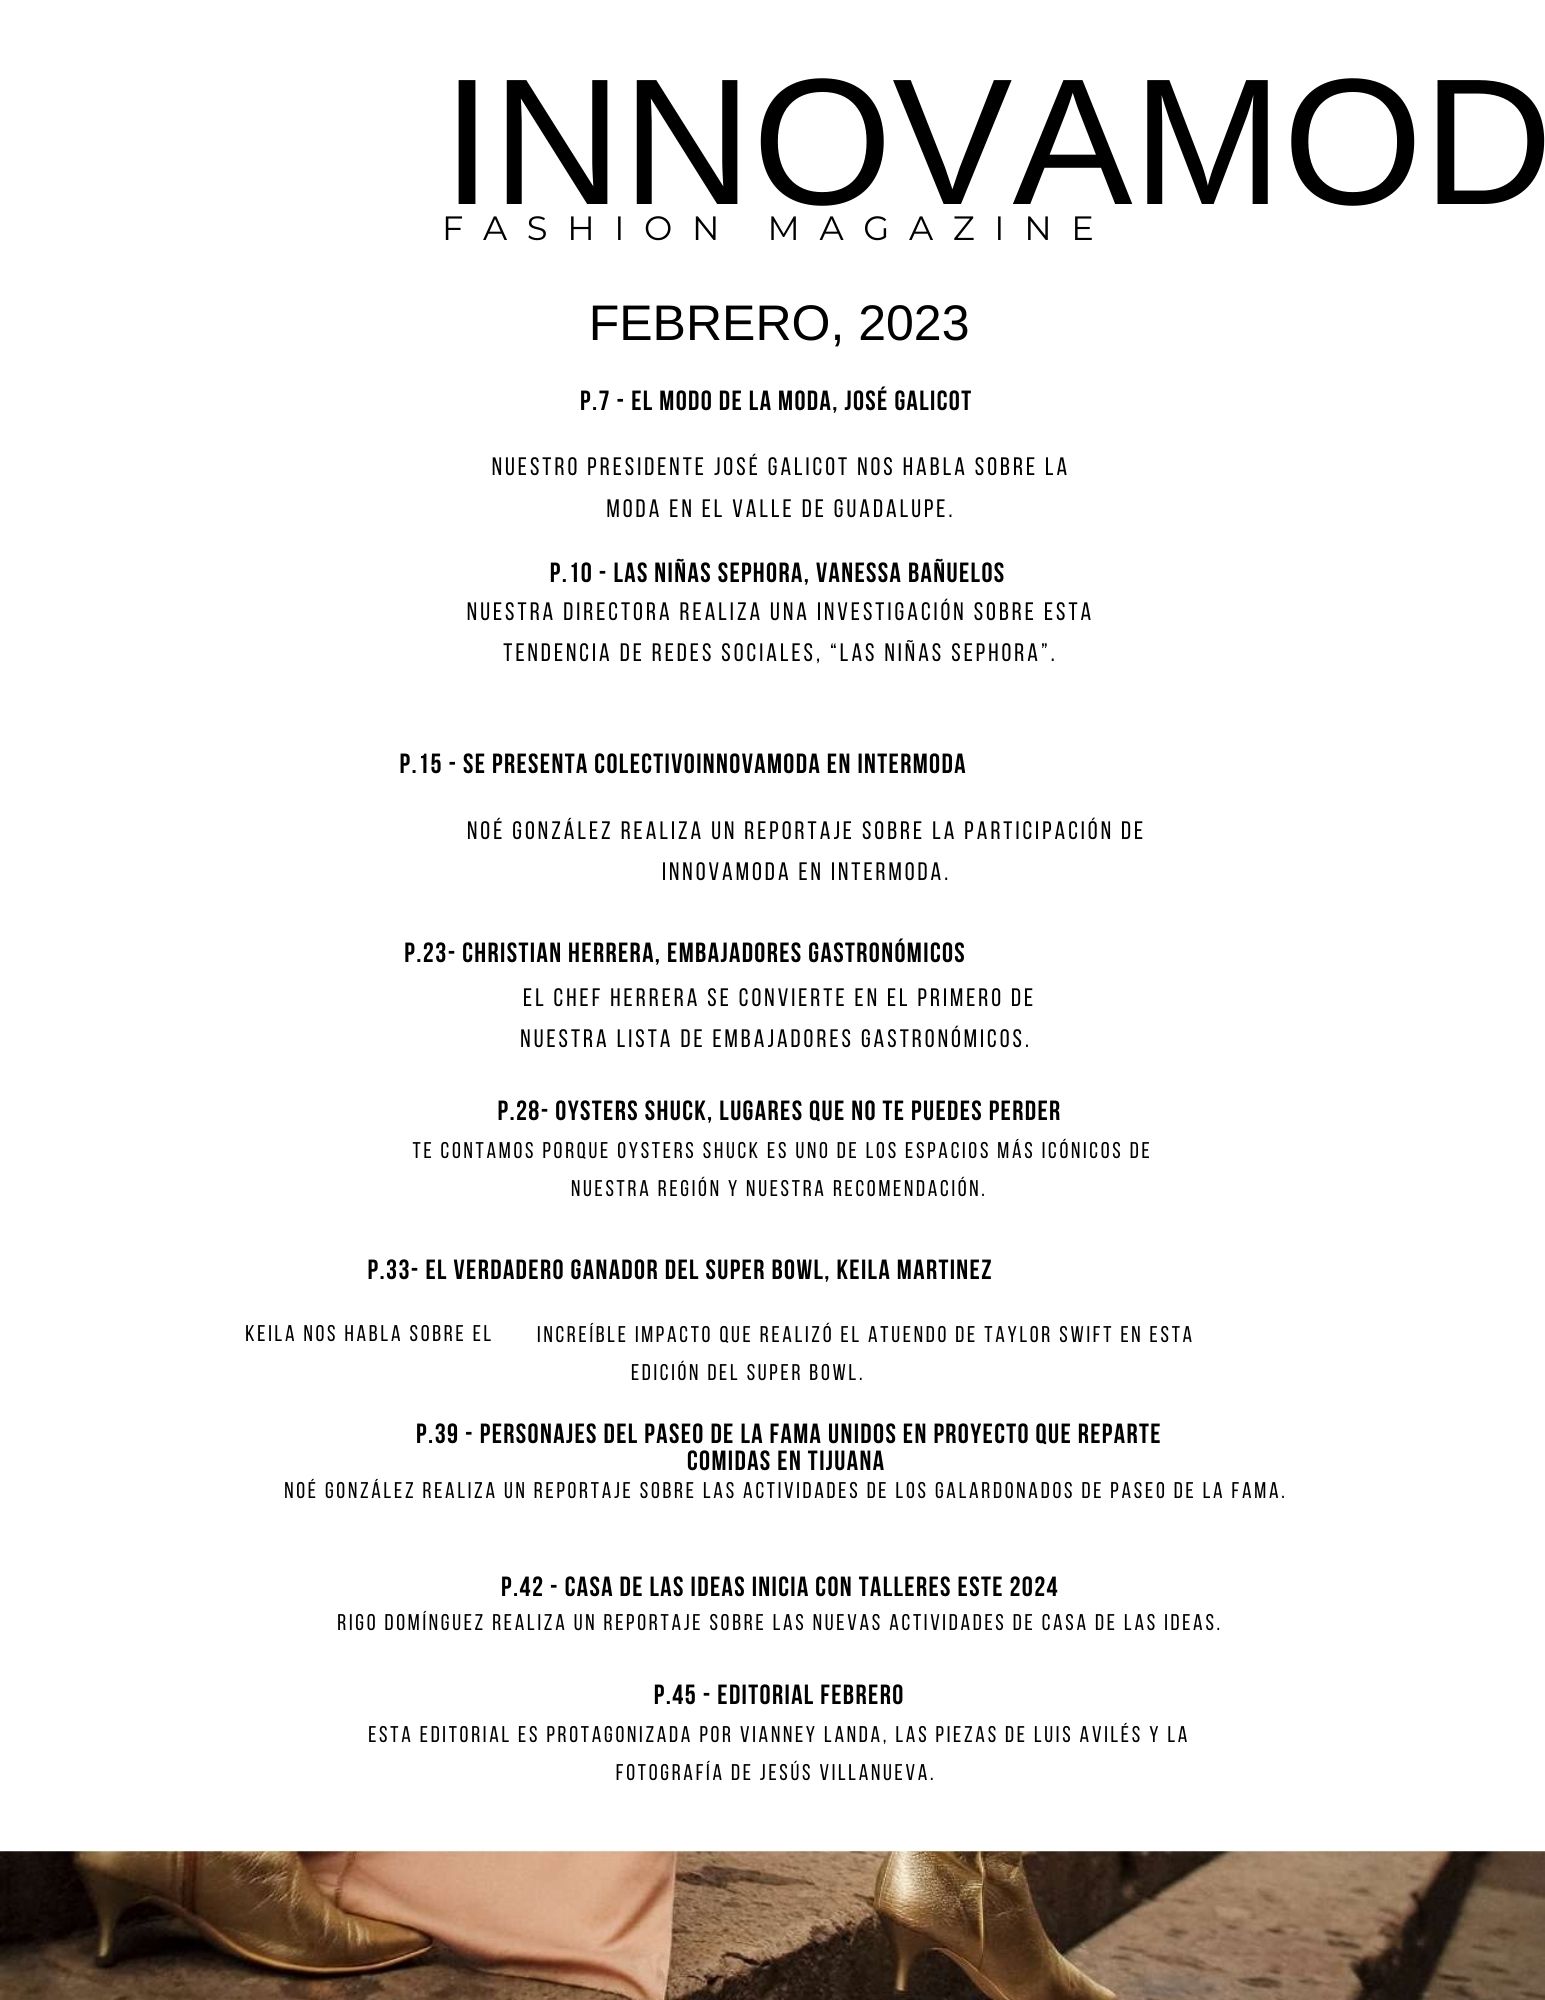 INNOVAMOD
FASHION MAGAZINE
FEBRERO, 2023
P.7 - EL MODO DE LA MODA, JOSÉ GALICOT
NUESTRO PRESIDENTE JOSÉ GALICOT NOS HABLA SOBRE LA
MODA EN EL VALLE DE GUADALUPE.
P.10 - LAS NIÑAS SEPHORA, VANESSA BAÑUELOS
NUESTRA DIRECTORA REALIZA UNA INVESTIGACIÓN SOBRE ESTA
TENDENCIA DE REDES SOCIALES, “LAS NIÑAS SEPHORA”.
P.15 - SE PRESENTA COLECTIVOINNOVAMODA EN INTERMODA
NOÉ GONZÁLEZ REALIZA UN REPORTAJE SOBRE LA PARTICIPACIÓN DE
INNOVAMODA EN INTERMODA.
P.23- CHRISTIAN HERRERA, EMBAJADORES GASTRONÓMICOS
EL CHEF HERRERA SE CONVIERTE EN EL PRIMERO DE
NUESTRA LISTA DE EMBAJADORES GASTRONÓMICOS.
P.28- OYSTERS SHUCK, LUGARES QUE NO TE PUEDES PERDER
TE CONTAMOS PORQUE OYSTERS SHUCK ES UNO DE LOS ESPACIOS MÁS ICÓNICOS DE
NUESTRA REGIÓN Y NUESTRA RECOMENDACIÓN.
P.33- EL VERDADERO GANADOR DEL SUPER BOWL, KEILA MARTINEZ
KEILA NOS HABLA SOBRE EL INCREÍBLE IMPACTO QUE REALIZÓ EL ATUENDO DE TAYLOR SWIFT EN ESTA
EDICIÓN DEL SUPER BOWL.
P.39 - PERSONAJES DEL PASEO DE LA FAMA UNIDOS EN PROYECTO QUE REPARTE
COMIDAS EN TIJUANA
NOÉ GONZÁLEZ REALIZA UN REPORTAJE SOBRE LAS ACTIVIDADES DE LOS GALARDONADOS DE PASEO DE LA FAMA.
P.42 - CASA DE LAS IDEAS INICIA CON TALLERES ESTE 2024
RIGO DOMÍNGUEZ REALIZA UN REPORTAJE SOBRE LAS NUEVAS ACTIVIDADES DE CASA DE LAS IDEAS.
P.45 - EDITORIAL FEBRERO
ESTA EDITORIAL ES PROTAGONIZADA POR VIANNEY LANDA, LAS PIEZAS DE LUIS AVILÉS Y LA
FOTOGRAFÍA DE JESÚS VILLANUEVA.